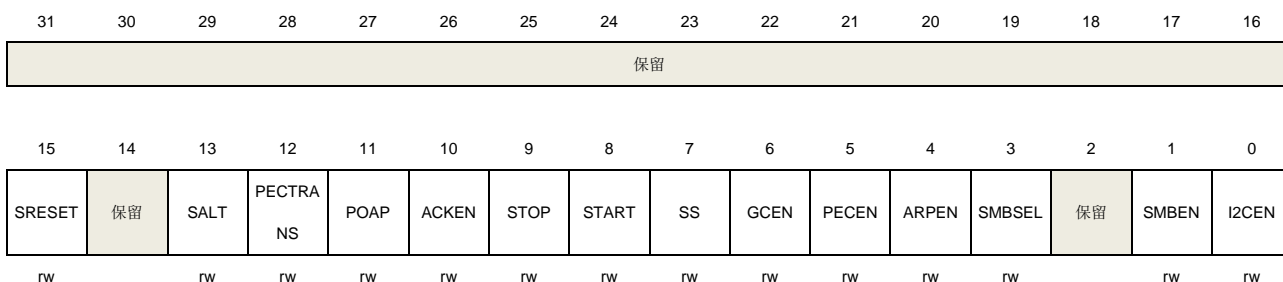 31 30 29 28 27 26 25 24 23 22 21 20 19 18 17 16
保留
15 14 13 12 11 10 9 8 7 6 5 4 3 2 1 0
SRESET 保留 SALT PECTRA NS POAP ACKEN STOP START SS GCEN PECEN ARPEN SMBSEL 保留 SMBEN I2CEN
rw rw rw rw rw rw rw rw rw rw rw rw rw rw